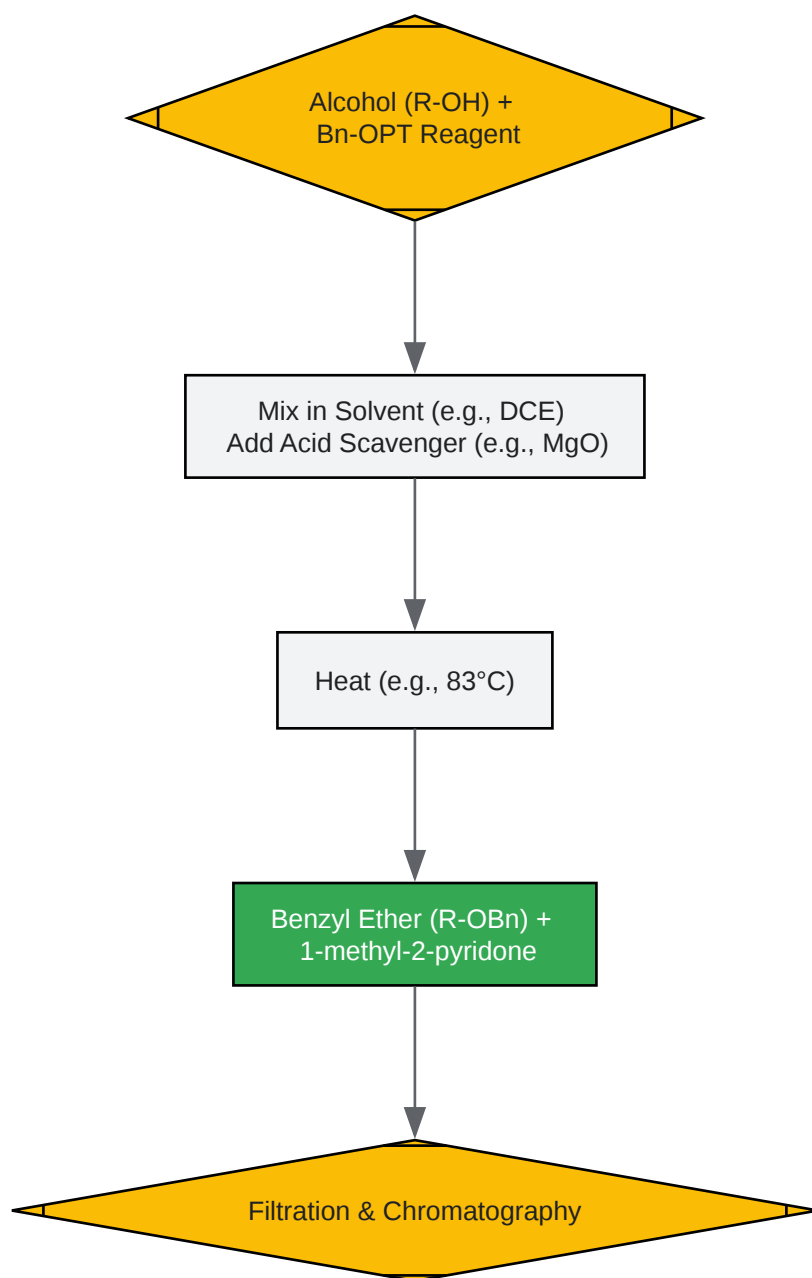 Alcohol (R-OH) +
Bn-OPT Reagent
Mix in Solvent (e.g., DCE)
Add Acid Scavenger (e.g., MgO)
Heat (e.g., 83°C)
Benzyl Ether (R-OBn) +
1-methyl-2-pyridone
Filtration & Chromatography